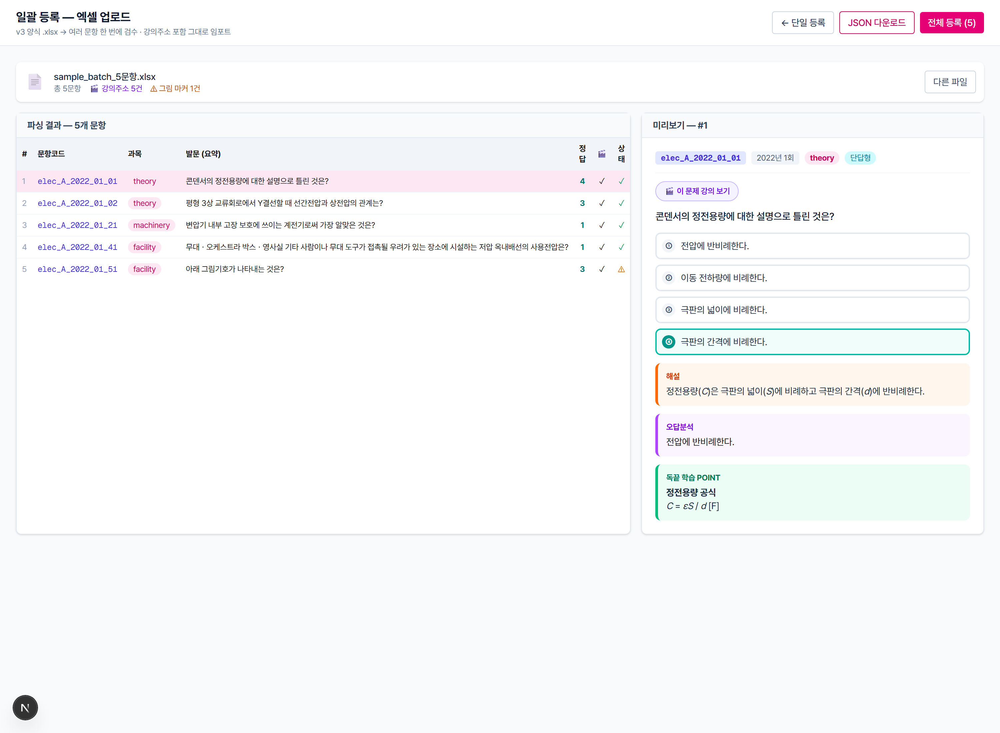 일괄 등록 — 엑셀 업로드
v3 양식 .xlsx → 여러 문항 한 번에 검수 · 강의주소 포함 그대로 임포트
← 단일 등록
JSON 다운로드
전체 등록 (5)
sample_batch_5문항.xlsx
총 5문항 🎬 강의주소 5건 ⚠ 그림 마커 1건
다른 파일
파싱 결과 — 5개 문항
# 문항코드 과목 발문 (요약) 정답 🎬 상태
1 elec_A_2022_01_01 theory 콘덴서의 정전용량에 대한 설명으로 틀린 것은? 4 ✓ ✓
2 elec_A_2022_01_02 theory 평형 3상 교류회로에서 Y결선할 때 선간전압과 상전압의 관계는? 3 ✓ ✓
3 elec_A_2022_01_21 machinery 변압기 내부 고장 보호에 쓰이는 계전기로써 가장 알맞은 것은? 1 ✓ ✓
4 elec_A_2022_01_41 facility 무대 · 오케스트라 박스 · 영사실 기타 사람이나 무대 도구가 접촉될 우려가 있는 장소에 시설하는 저압 옥내배선의 사용전압은? 1 ✓ ✓
5 elec_A_2022_01_51 facility 아래 그림기호가 나타내는 것은? 3 ✓ ⚠
미리보기 — #1
elec_A_2022_01_01 2022년 1회 theory 단답형
🎬 이 문제 강의 보기
콘덴서의 정전용량에 대한 설명으로 틀린 것은?
① 전압에 반비례한다.
② 이동 전하량에 비례한다.
③ 극판의 넓이에 비례한다.
④ 극판의 간격에 비례한다.
해설
정전용량(C)은 극판의 넓이(S)에 비례하고 극판의 간격(d)에 반비례한다.
오답분석
전압에 반비례한다.
독끝 학습 POINT
정전용량 공식
C = εS / d [F]
N